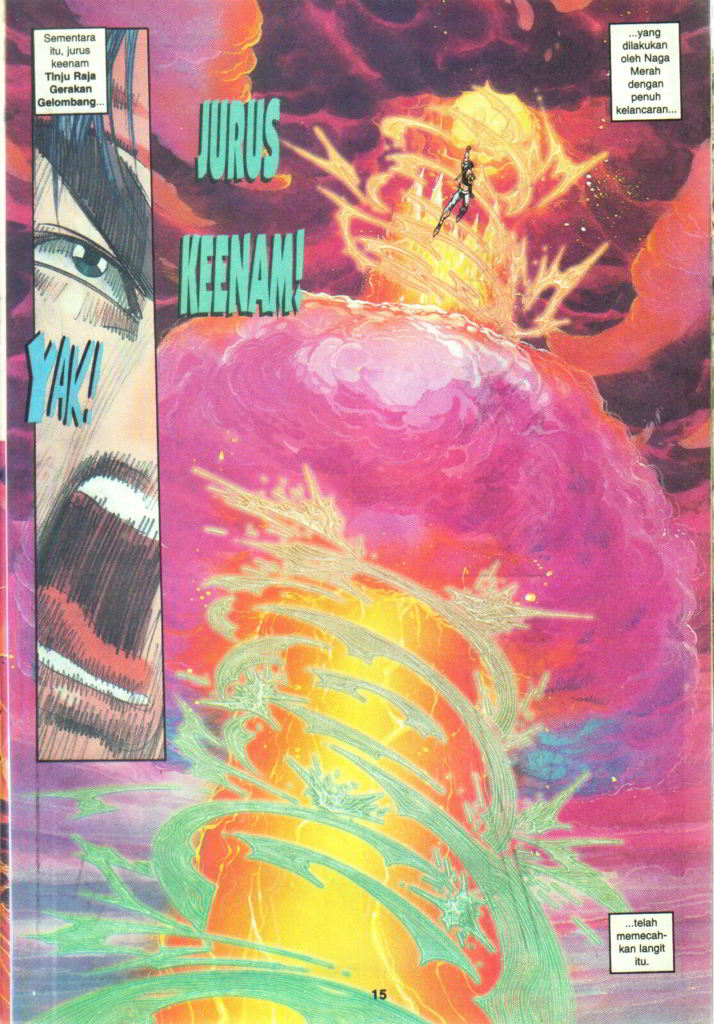 Sementara
itu, jurus
keenam
Tinju Raja
Gerakan
Gelombang...
...yang
dilakukan
oleh Naga
Merah
dengan
penuh
kelancaran...
JURUS
KEENAM!
YAK!
...telah
memecah-
kan langit
itu.
15